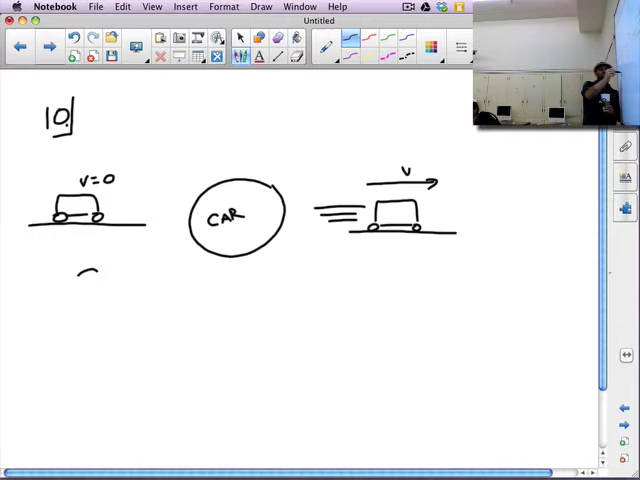 Notebook File Edit View Insert Format Draw Window Help
Untitled
10
v=0
v
CAR